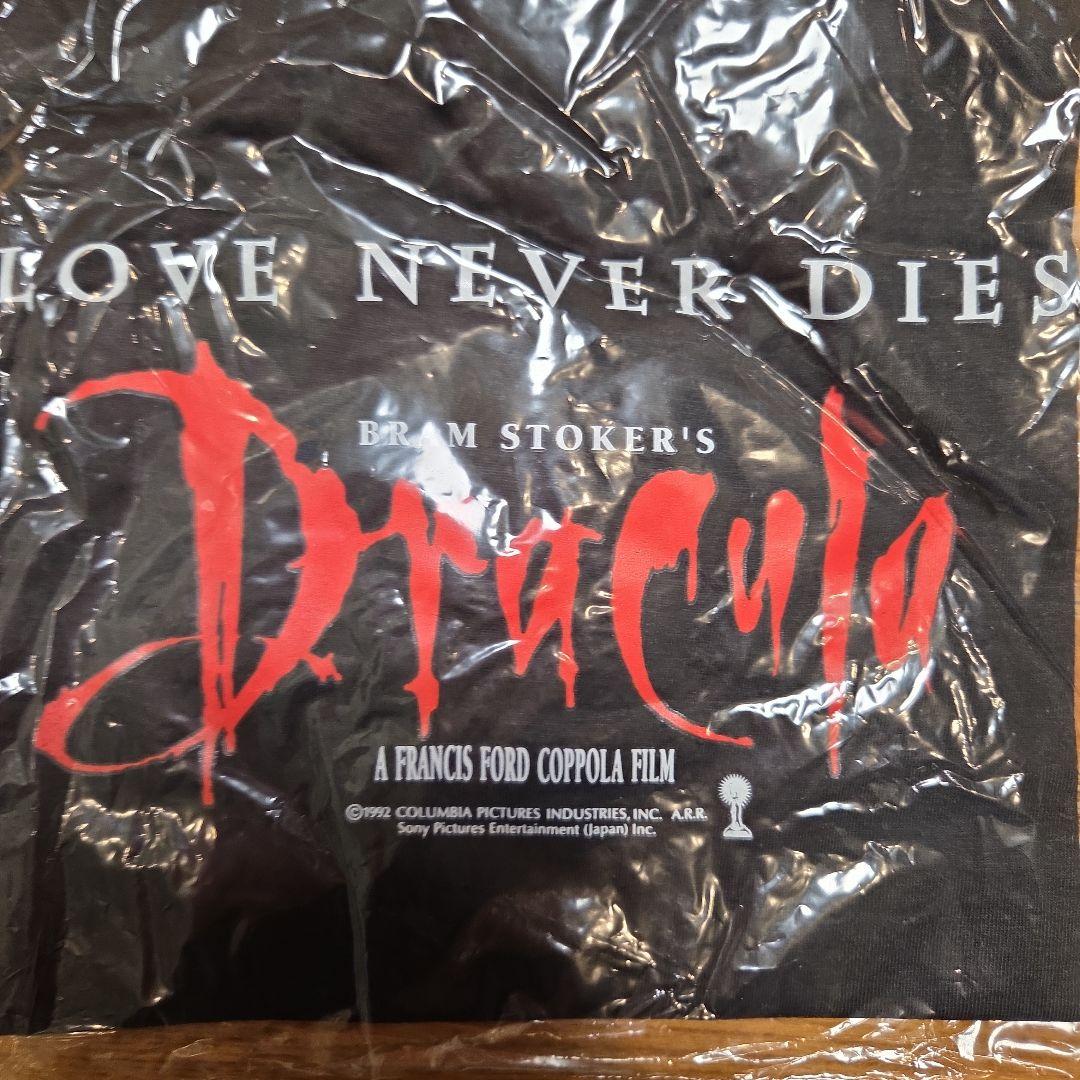 LOVE NEVER DIES
BRAM STOKER'S
Dracula
A FRANCIS FORD COPPOLA FILM
©1992 COLUMBIA PICTURES INDUSTRIES, INC. A.R.R.
Sony Pictures Entertainment (Japan) Inc.